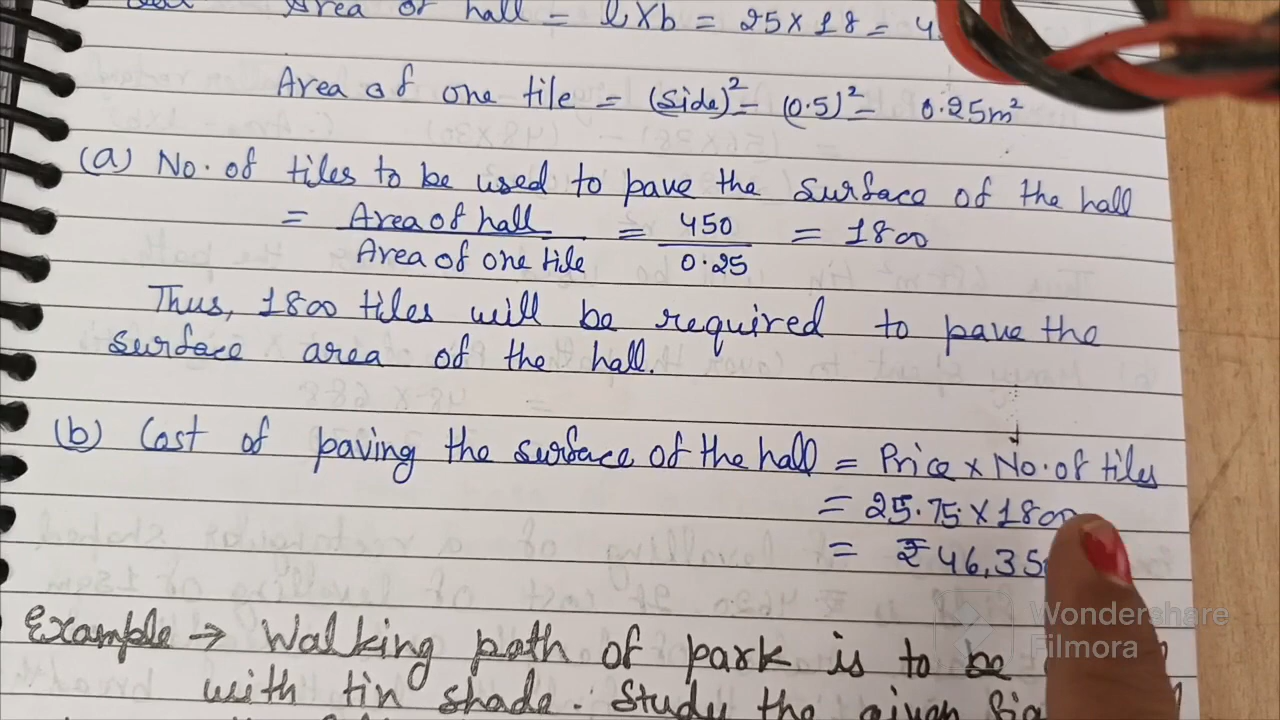 Area of hall = l×b = 25×18 = 4
Area of one tile = (side)² = (0.5)² = 0.25m²
(a) No. of tiles to be used to pave the surface of the hall
= Area of hall / Area of one tile = 450 / 0.25 = 1800
Thus, 1800 tiles will be required to pave the
surface area of the hall.
(b) Cost of paving the surface of the hall = Price × No. of tiles
= 25.75 × 1800
= ₹ 46,35
Example → Walking path of park is to be
with tin shade. Study the given
Wondershare
Filmora